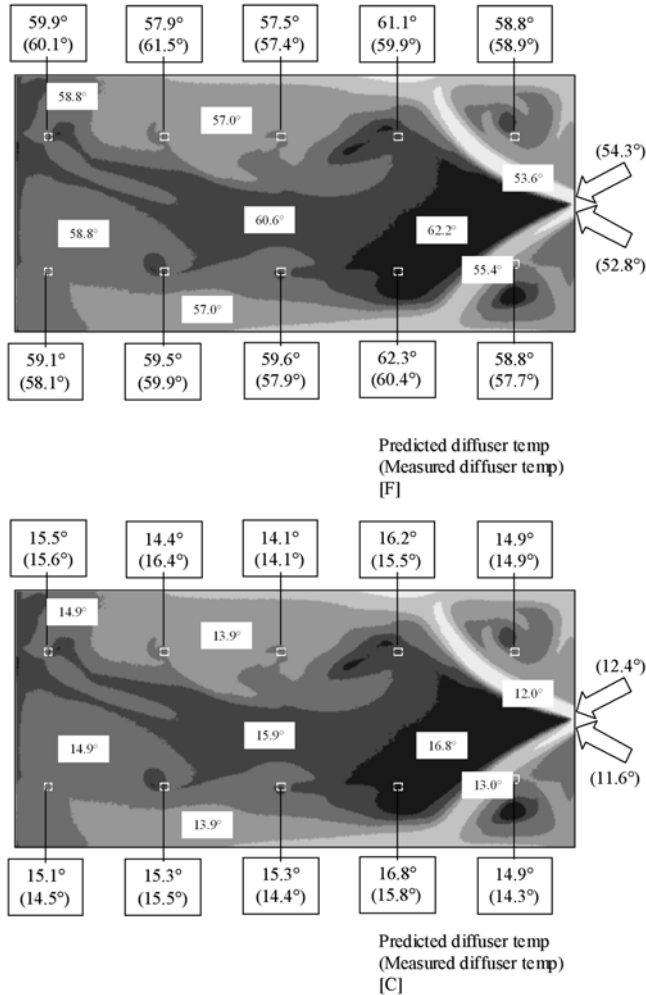 59.9° 57.9° 57.5° 61.1° 58.8°
(60.1°) (61.5°) (57.4°) (59.9°) (58.9°)
58.8°
57.0°
(54.3°)
53.6°
60.6°
62.2°
58.8°
(52.8°)
55.4°
57.0°
59.1° 59.5° 59.6° 62.3° 58.8°
(58.1°) (59.9°) (57.9°) (60.4°) (57.7°)
Predicted diffuser temp
(Measured diffuser temp)
[F]
15.5° 14.4° 14.1° 16.2° 14.9°
(15.6°) (16.4°) (14.1°) (15.5°) (14.9°)
14.9°
13.9°
(12.4°)
12.0°
15.9°
16.8°
14.9°
(11.6°)
13.0°
13.9°
15.1° 15.3° 15.3° 16.8° 14.9°
(14.5°) (15.5°) (14.4°) (15.8°) (14.3°)
Predicted diffuser temp
(Measured diffuser temp)
[C]